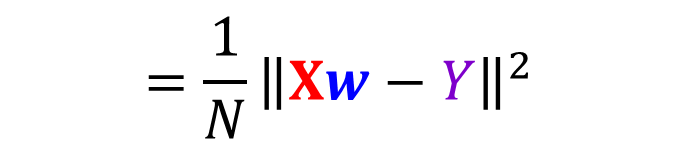 = 1/N ‖Xw − Y‖²